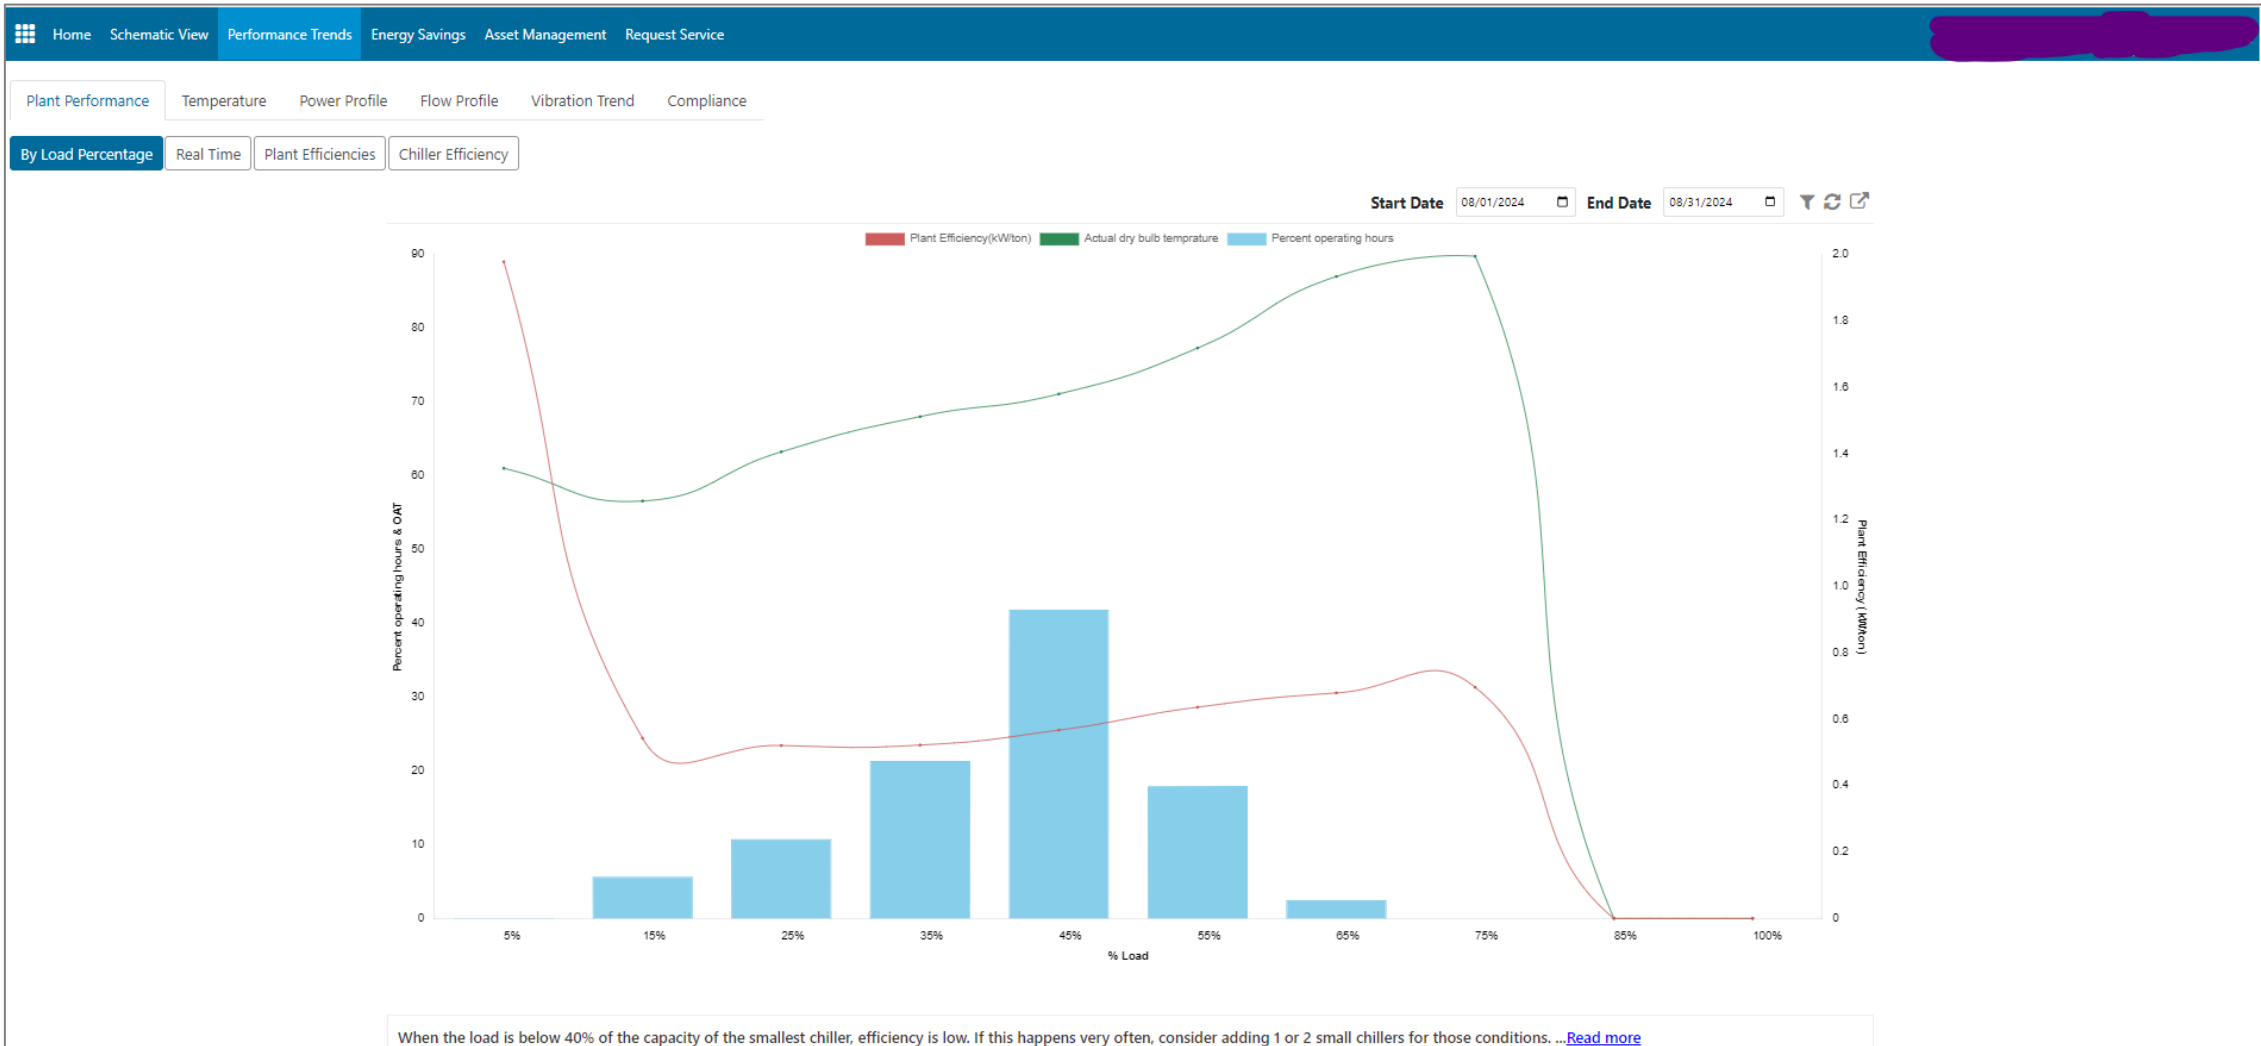 Home Schematic View Performance Trends Energy Savings Asset Management Request Service
Plant Performance Temperature Power Profile Flow Profile Vibration Trend Compliance
By Load Percentage Real Time Plant Efficiencies Chiller Efficiency
Start Date 08/01/2024 End Date 08/31/2024
Plant Efficiency(kW/ton) Actual dry bulb temprature Percent operating hours
90
80
70
60
50
40
30
20
10
0
Percent operating hours & OAT
2.0
1.8
1.6
1.4
1.2
1.0
0.8
0.6
0.4
0.2
0
Plant Efficiency ( kW/ton)
5% 15% 25% 35% 45% 55% 65% 75% 85% 100%
% Load
When the load is below 40% of the capacity of the smallest chiller, efficiency is low. If this happens very often, consider adding 1 or 2 small chillers for those conditions. ...Read more